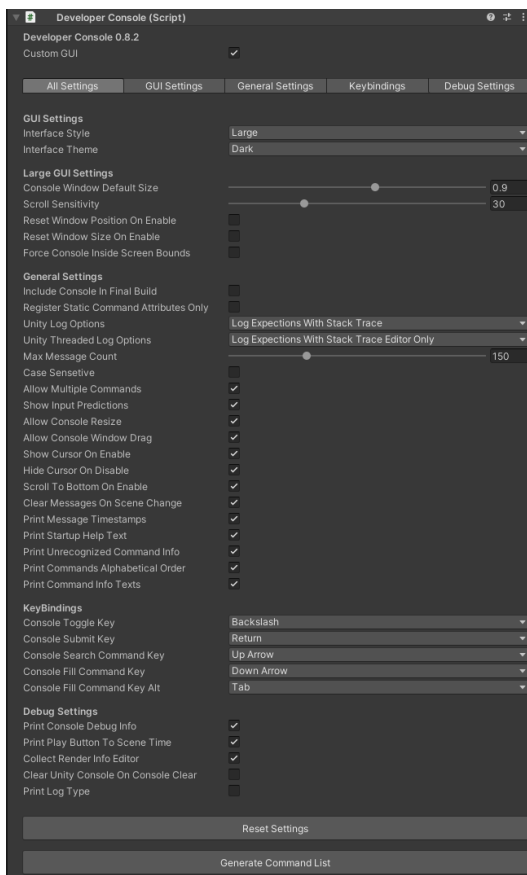 Developer Console (Script)
Developer Console 0.8.2
Custom GUI
All Settings GUI Settings General Settings Keybindings Debug Settings
GUI Settings
Interface Style Large
Interface Theme Dark
Large GUI Settings
Console Window Default Size 0.9
Scroll Sensitivity 30
Reset Window Position On Enable
Reset Window Size On Enable
Force Console Inside Screen Bounds
General Settings
Include Console In Final Build
Register Static Command Attributes Only
Unity Log Options Log Expections With Stack Trace
Unity Threaded Log Options Log Expections With Stack Trace Editor Only
Max Message Count 150
Case Sensetive
Allow Multiple Commands
Show Input Predictions
Allow Console Resize
Allow Console Window Drag
Show Cursor On Enable
Hide Cursor On Disable
Scroll To Bottom On Enable
Clear Messages On Scene Change
Print Message Timestamps
Print Startup Help Text
Print Unrecognized Command Info
Print Commands Alphabetical Order
Print Command Info Texts
KeyBindings
Console Toggle Key Backslash
Console Submit Key Return
Console Search Command Key Up Arrow
Console Fill Command Key Down Arrow
Console Fill Command Key Alt Tab
Debug Settings
Print Console Debug Info
Print Play Button To Scene Time
Collect Render Info Editor
Clear Unity Console On Console Clear
Print Log Type
Reset Settings
Generate Command List